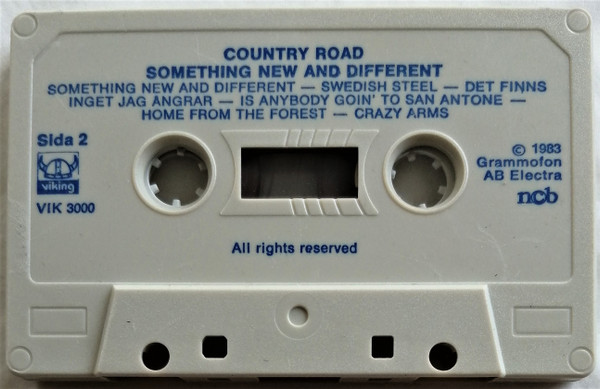 COUNTRY ROAD
SOMETHING NEW AND DIFFERENT
SOMETHING NEW AND DIFFERENT — SWEDISH STEEL — DET FINNS
INGET JAG ÅNGRAR — IS ANYBODY GOIN' TO SAN ANTONE —
HOME FROM THE FOREST — CRAZY ARMS
Sida 2
viking
VIK 3000
© 1983
Grammofon
AB Electra
ncb
All rights reserved